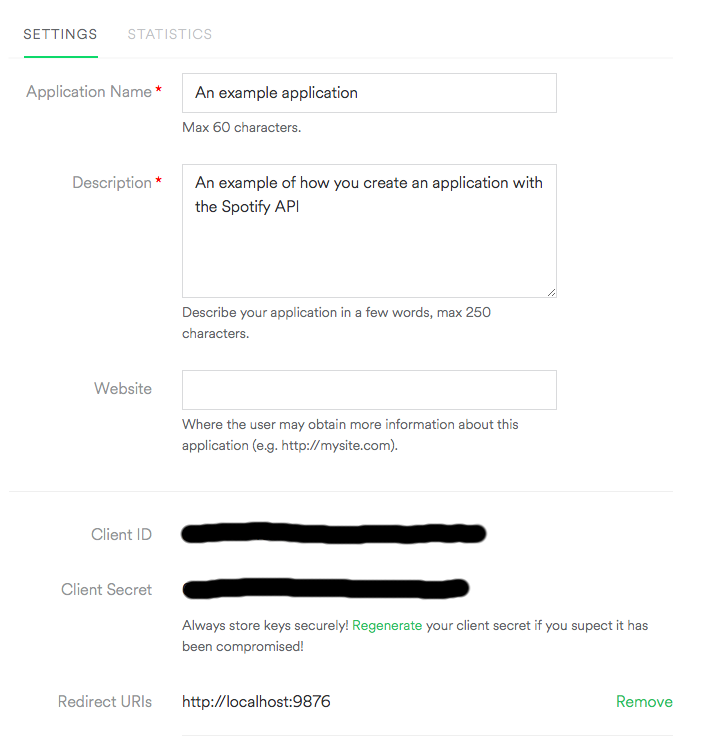 SETTINGS STATISTICS
Application Name * An example application
Max 60 characters.
Description * An example of how you create an application with
the Spotify API
Describe your application in a few words, max 250
characters.
Website
Where the user may obtain more information about this
application (e.g. http://mysite.com).
Client ID
Client Secret
Always store keys securely! Regenerate your client secret if you supect it has
been compromised!
Redirect URIs http://localhost:9876 Remove